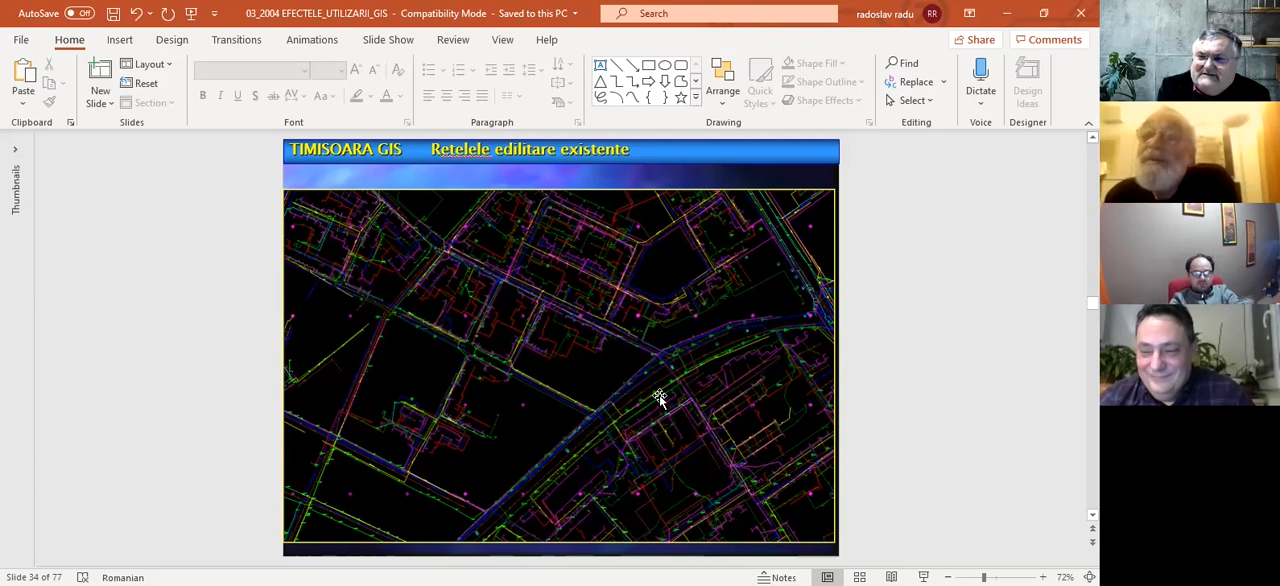 AutoSave Off 03_2004 EFECTELE_UTILIZARII_GIS - Compatibility Mode - Saved to this PC Search radoslav radu RR
File Home Insert Design Transitions Animations Slide Show Review View Help Share Comments
Paste New Slide Layout Reset Section B I U S ab AV Aa A A A A Arrange Quick Styles Shape Fill Shape Outline Shape Effects Find Replace Select Dictate Design Ideas
Clipboard Slides Font Paragraph Drawing Editing Voice Designer
TIMISOARA GIS Retelele edilitare existente
Thumbnails
Slide 34 of 77 Romanian Notes 72%